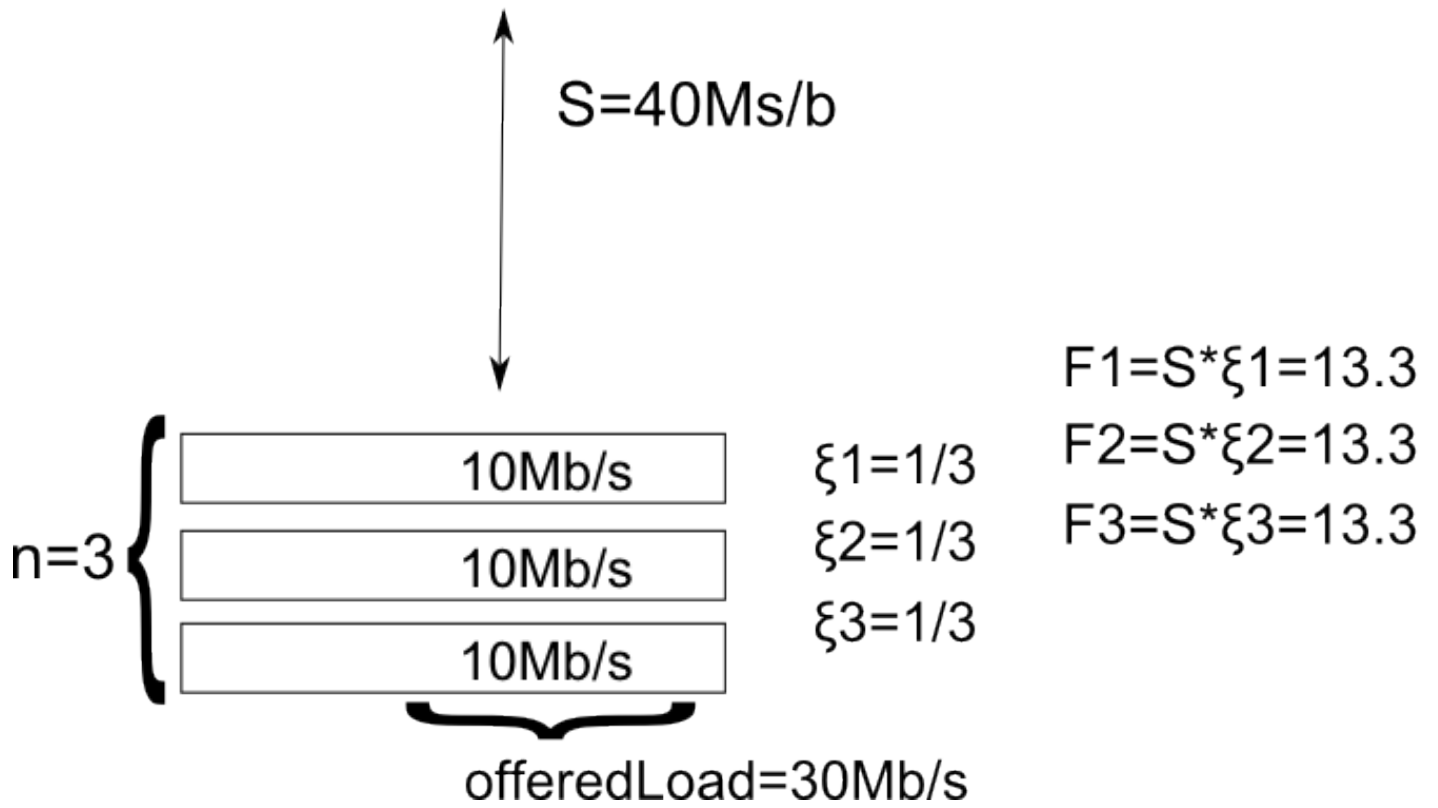 S=40Ms/b
F1=S*ξ1=13.3
F2=S*ξ2=13.3
F3=S*ξ3=13.3
10Mb/s
ξ1=1/3
n=3
10Mb/s
ξ2=1/3
10Mb/s
ξ3=1/3
offeredLoad=30Mb/s